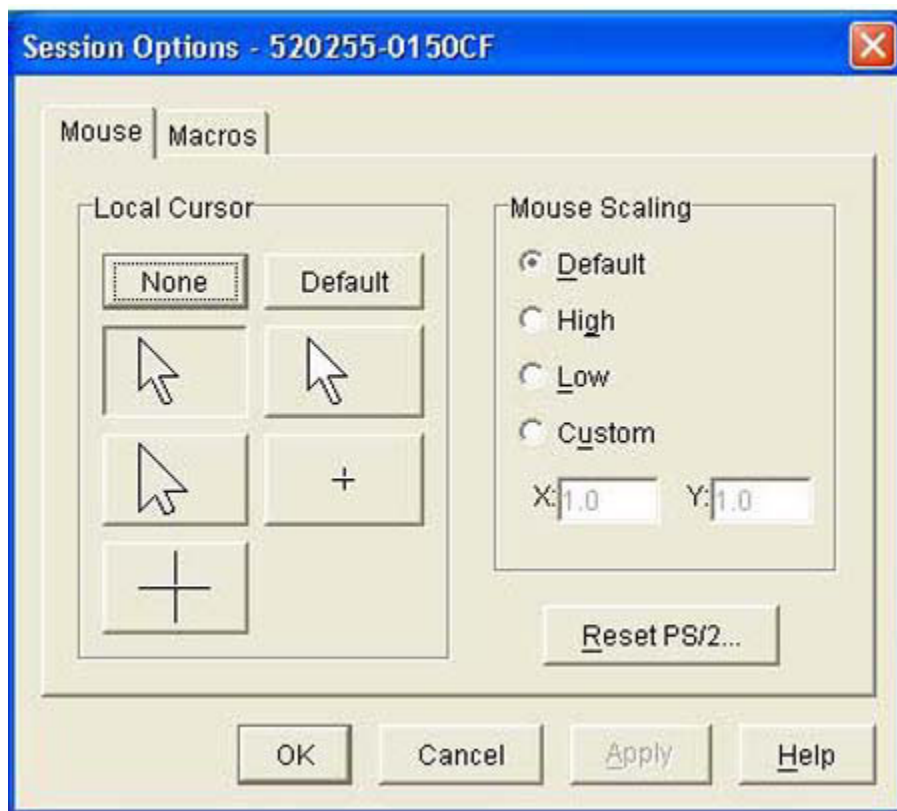 Session Options - 520255-0150CF
Mouse
Macros
Local Cursor
None
Default
Mouse Scaling
Default
High
Low
Custom
X: 1.0
Y: 1.0
Reset PS/2...
OK
Cancel
Apply
Help